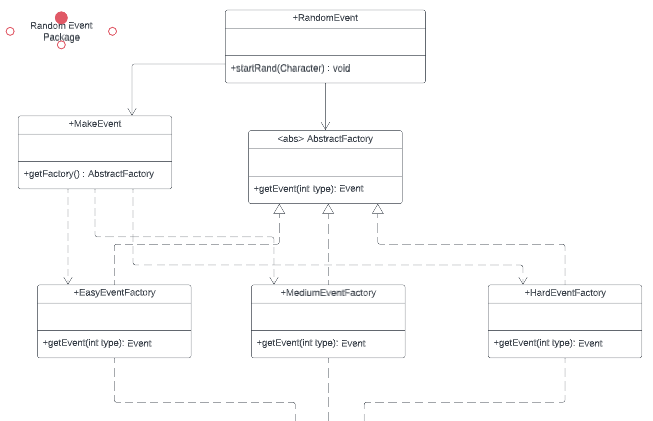 Random Event
Package
+RandomEvent
+startRand(Character) : void
+MakeEvent
+getFactory() : AbstractFactory
<abs> AbstractFactory
+getEvent(int type): Event
+EasyEventFactory
+getEvent(int type): Event
+MediumEventFactory
+getEvent(int type): Event
+HardEventFactory
+getEvent(int type): Event